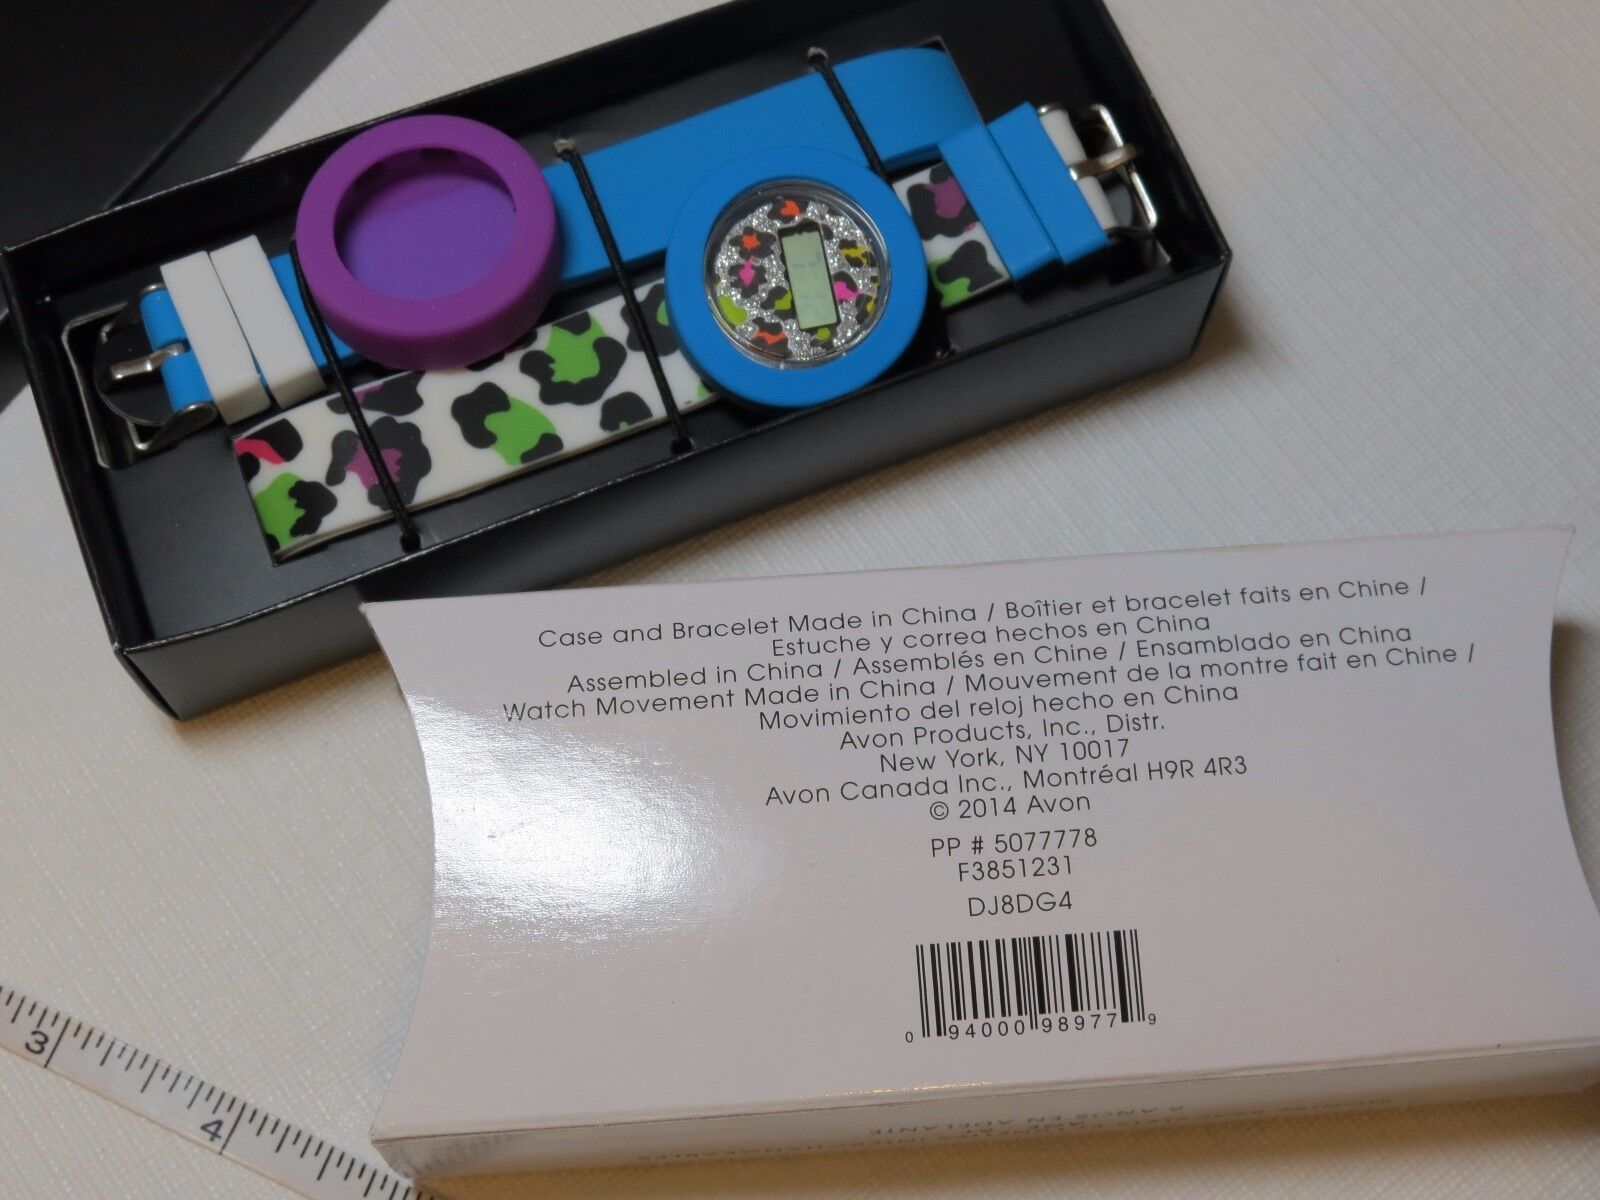 Case and Bracelet Made in China / Boîtier et bracelet faits en Chine /
Estuche y correa hechos en China
Assembled in China / Assemblés en Chine / Ensamblado en China
Watch Movement Made in China / Mouvement de la montre fait en Chine /
Movimiento del reloj hecho en China
Avon Products, Inc., Distr.
New York, NY 10017
Avon Canada Inc., Montréal H9R 4R3
© 2014 Avon
PP # 5077778
F3851231
DJ8DG4
0 94000 98977 9
3
4
AÑOS EN ADELANTE